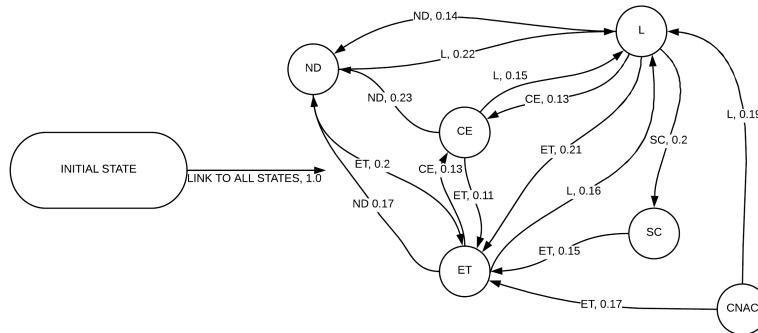 ND, 0.14
L
L, 0.22
ND
L, 0.15
ND, 0.23
CE, 0.13
L, 0.19
CE
SC, 0.2
ET, 0.21
INITIAL STATE
ET, 0.2
CE, 0.13
LINK TO ALL STATES, 1.0
L, 0.16
ET, 0.11
ND 0.17
SC
ET, 0.15
ET
ET, 0.17
CNAC